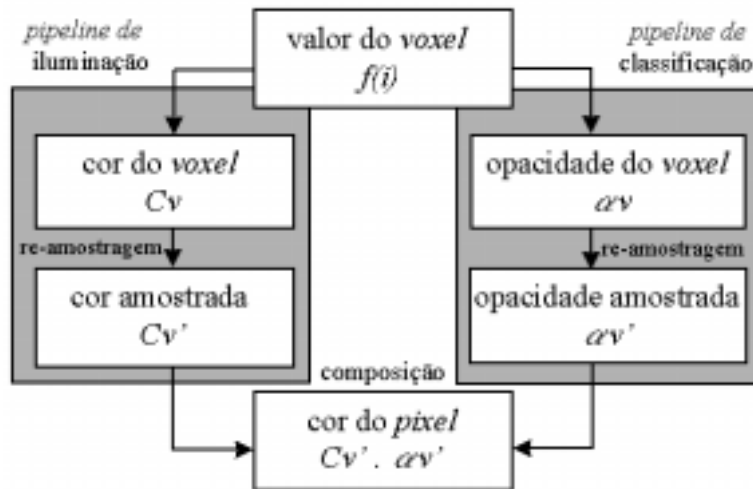 pipeline de
iluminação
valor do voxel
f(i)
pipeline de
classificação
cor do voxel
Cv
re-amostragem
cor amostrada
Cv’
opacidade do voxel
αv
re-amostragem
opacidade amostrada
αv’
composição
cor do pixel
Cv’ . αv’